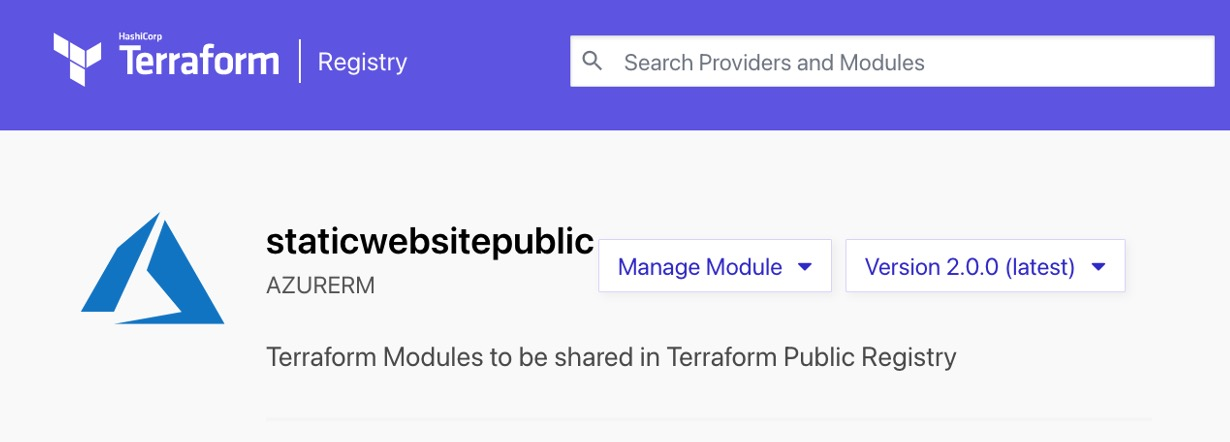 HashiCorp
Terraform
Registry
Search Providers and Modules
staticwebsitepublic
Manage Module
Version 2.0.0 (latest)
AZURERM
Terraform Modules to be shared in Terraform Public Registry